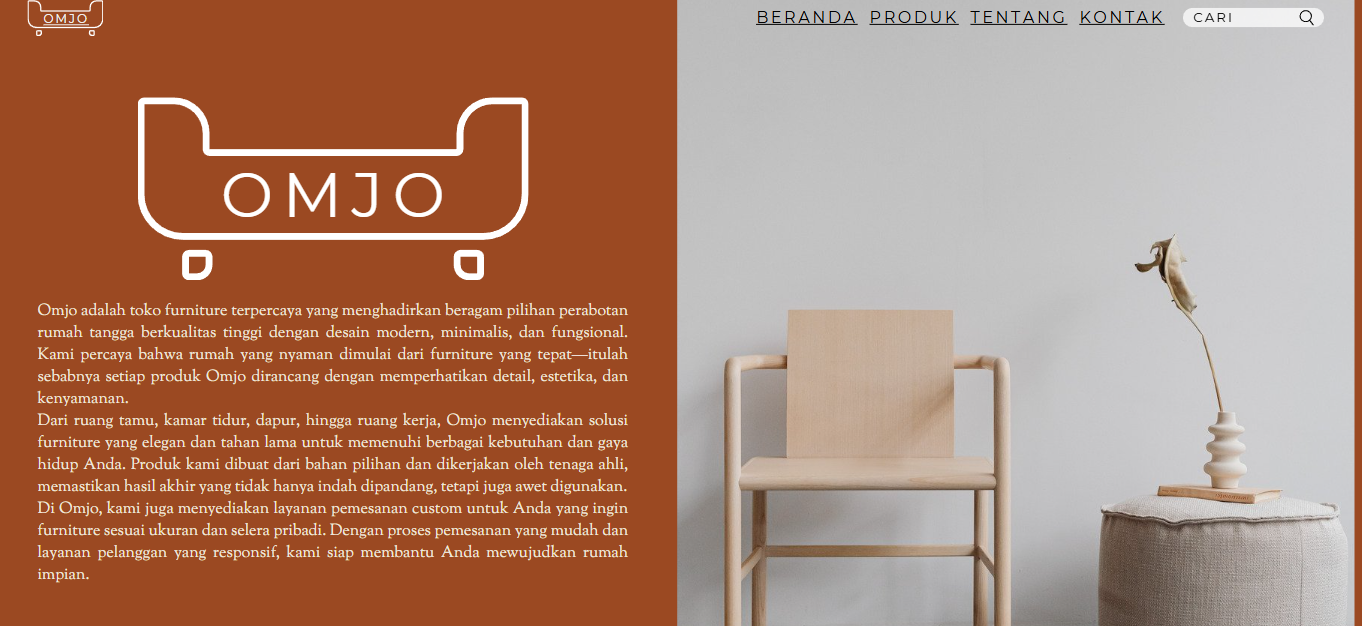 OMJO
BERANDA PRODUK TENTANG KONTAK CARI
OMJO
Omjo adalah toko furniture terpercaya yang menghadirkan beragam pilihan perabotan
rumah tangga berkualitas tinggi dengan desain modern, minimalis, dan fungsional.
Kami percaya bahwa rumah yang nyaman dimulai dari furniture yang tepat—itulah
sebabnya setiap produk Omjo dirancang dengan memperhatikan detail, estetika, dan
kenyamanan.
Dari ruang tamu, kamar tidur, dapur, hingga ruang kerja, Omjo menyediakan solusi
furniture yang elegan dan tahan lama untuk memenuhi berbagai kebutuhan dan gaya
hidup Anda. Produk kami dibuat dari bahan pilihan dan dikerjakan oleh tenaga ahli,
memastikan hasil akhir yang tidak hanya indah dipandang, tetapi juga awet digunakan.
Di Omjo, kami juga menyediakan layanan pemesanan custom untuk Anda yang ingin
furniture sesuai ukuran dan selera pribadi. Dengan proses pemesanan yang mudah dan
layanan pelanggan yang responsif, kami siap membantu Anda mewujudkan rumah
impian.